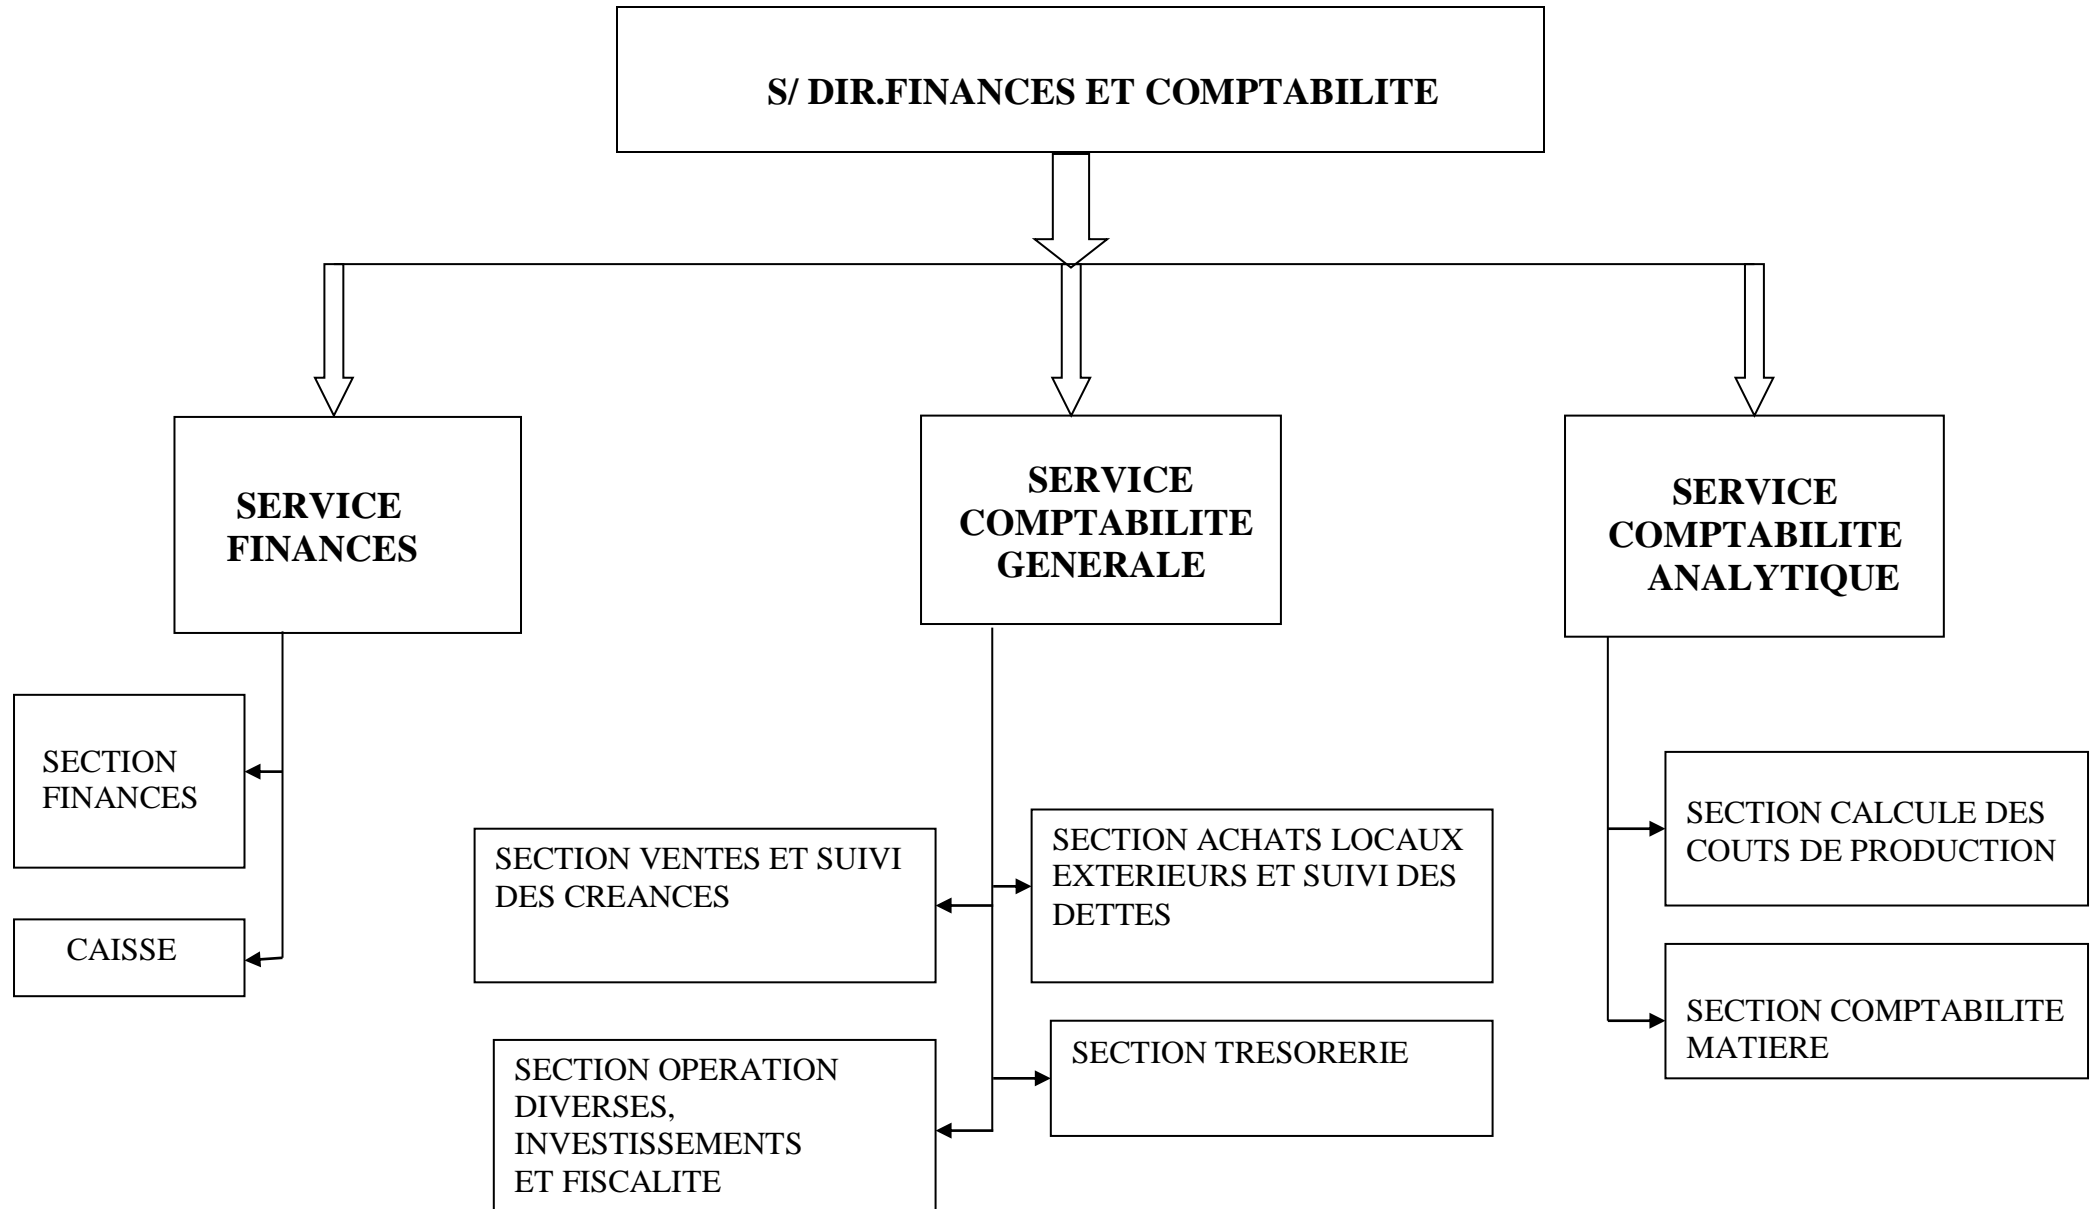 S/ DIR.FINANCES ET COMPTABILITE
SERVICE
FINANCES
SERVICE
COMPTABILITE
GENERALE
SERVICE
COMPTABILITE
ANALYTIQUE
SECTION
FINANCES
CAISSE
SECTION VENTES ET SUIVI
DES CREANCES
SECTION ACHATS LOCAUX
EXTERIEURS ET SUIVI DES
DETTES
SECTION OPERATION
DIVERSES,
INVESTISSEMENTS
ET FISCALITE
SECTION TRESORERIE
SECTION CALCULE DES
COUTS DE PRODUCTION
SECTION COMPTABILITE
MATIERE